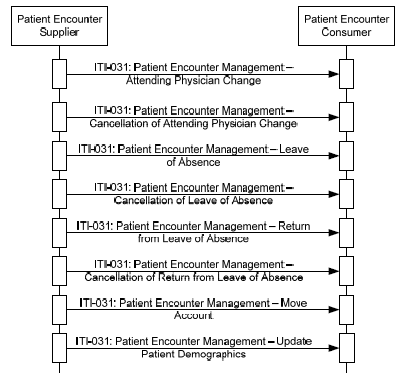 Patient Encounter
Supplier
Patient Encounter
Consumer
ITI-031: Patient Encounter Management –
Attending Physician Change
ITI-031: Patient Encounter Management –
Cancellation of Attending Physician Change
ITI-031: Patient Encounter Management – Leave
of Absence
ITI-031: Patient Encounter Management –
Cancellation of Leave of Absence
ITI-031: Patient Encounter Management – Return
from Leave of Absence
ITI-031: Patient Encounter Management –
Cancellation of Return from Leave of Absence
ITI-031: Patient Encounter Management – Move
Account
ITI-031: Patient Encounter Management – Update
Patient Demographics